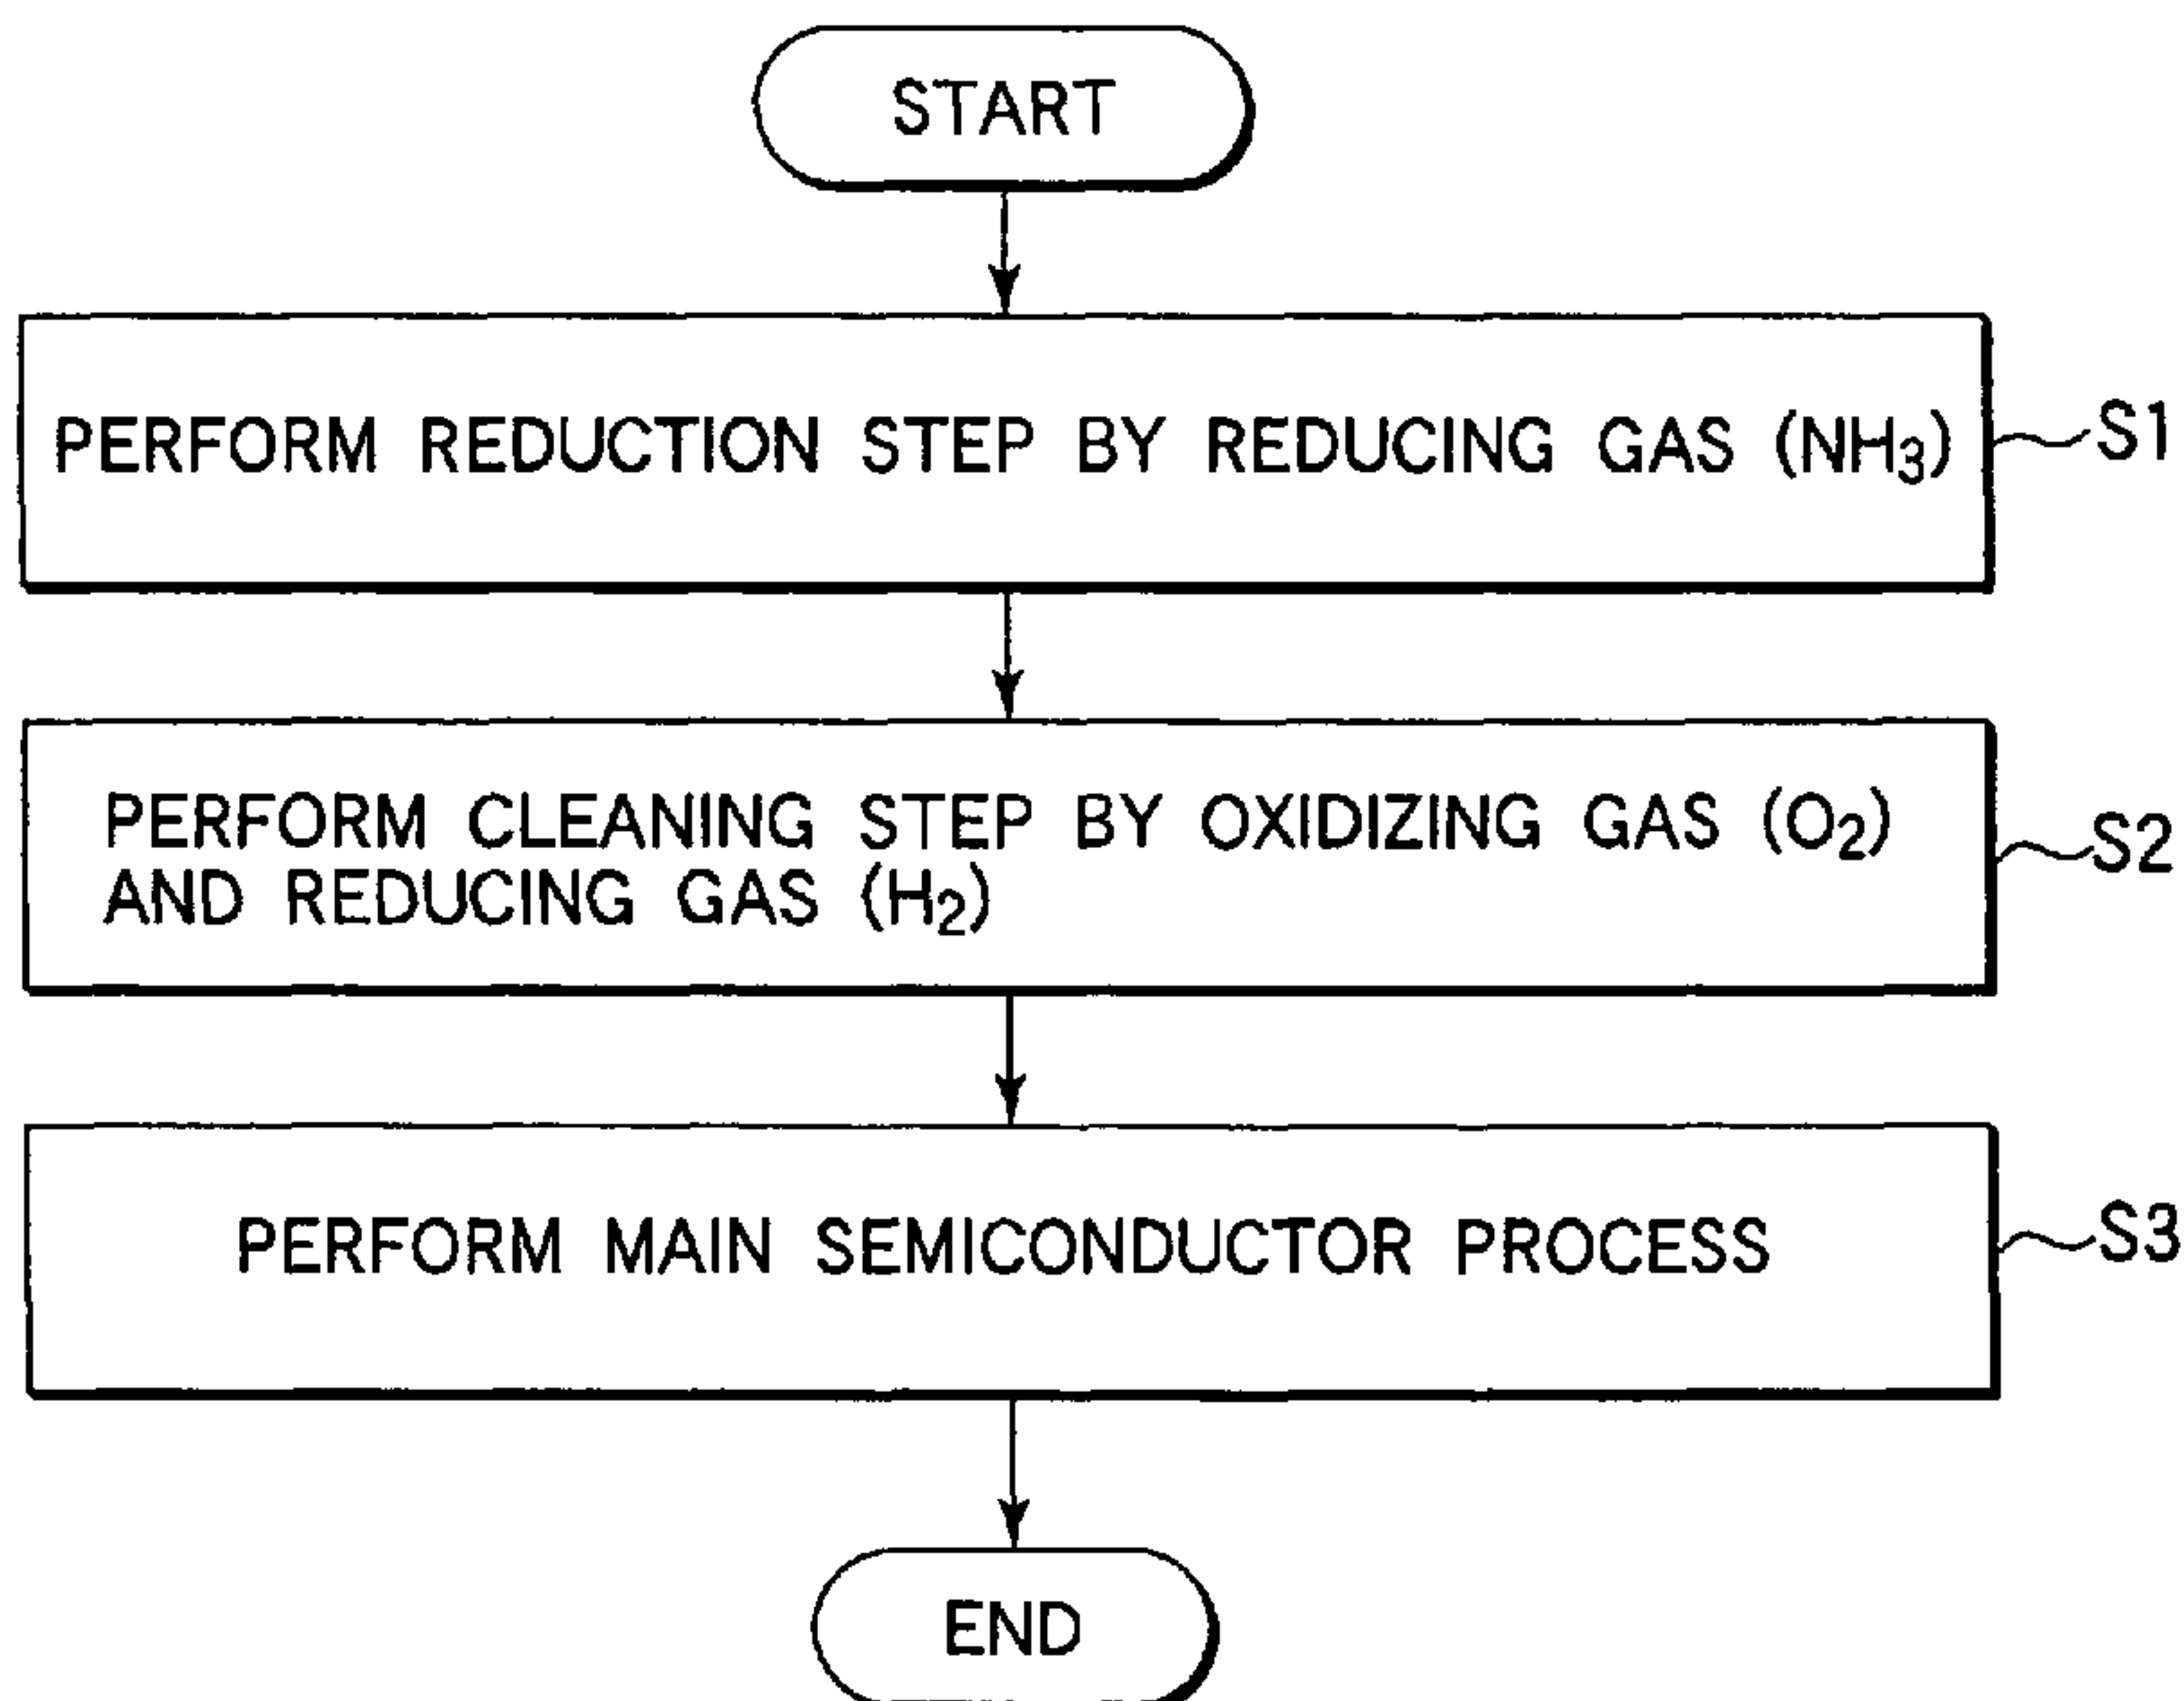 START
PERFORM REDUCTION STEP BY REDUCING GAS (NH₃)
S1
PERFORM CLEANING STEP BY OXIDIZING GAS (O₂)
AND REDUCING GAS (H₂)
S2
PERFORM MAIN SEMICONDUCTOR PROCESS
S3
END